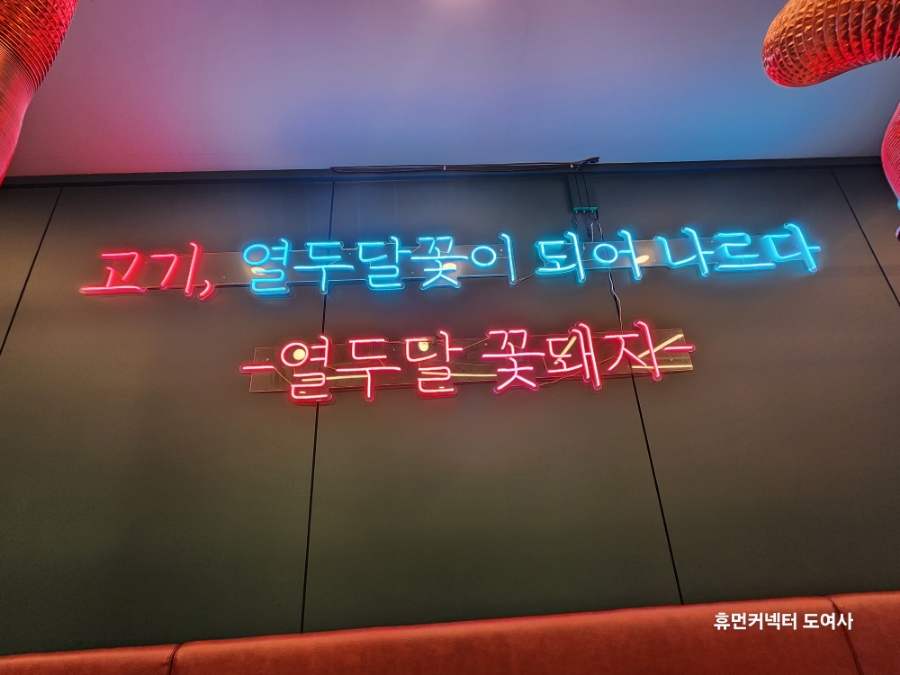 고기, 열두달꽃이 되어 나르다
-열두달 꽃돼지-
휴먼커넥터 도여사